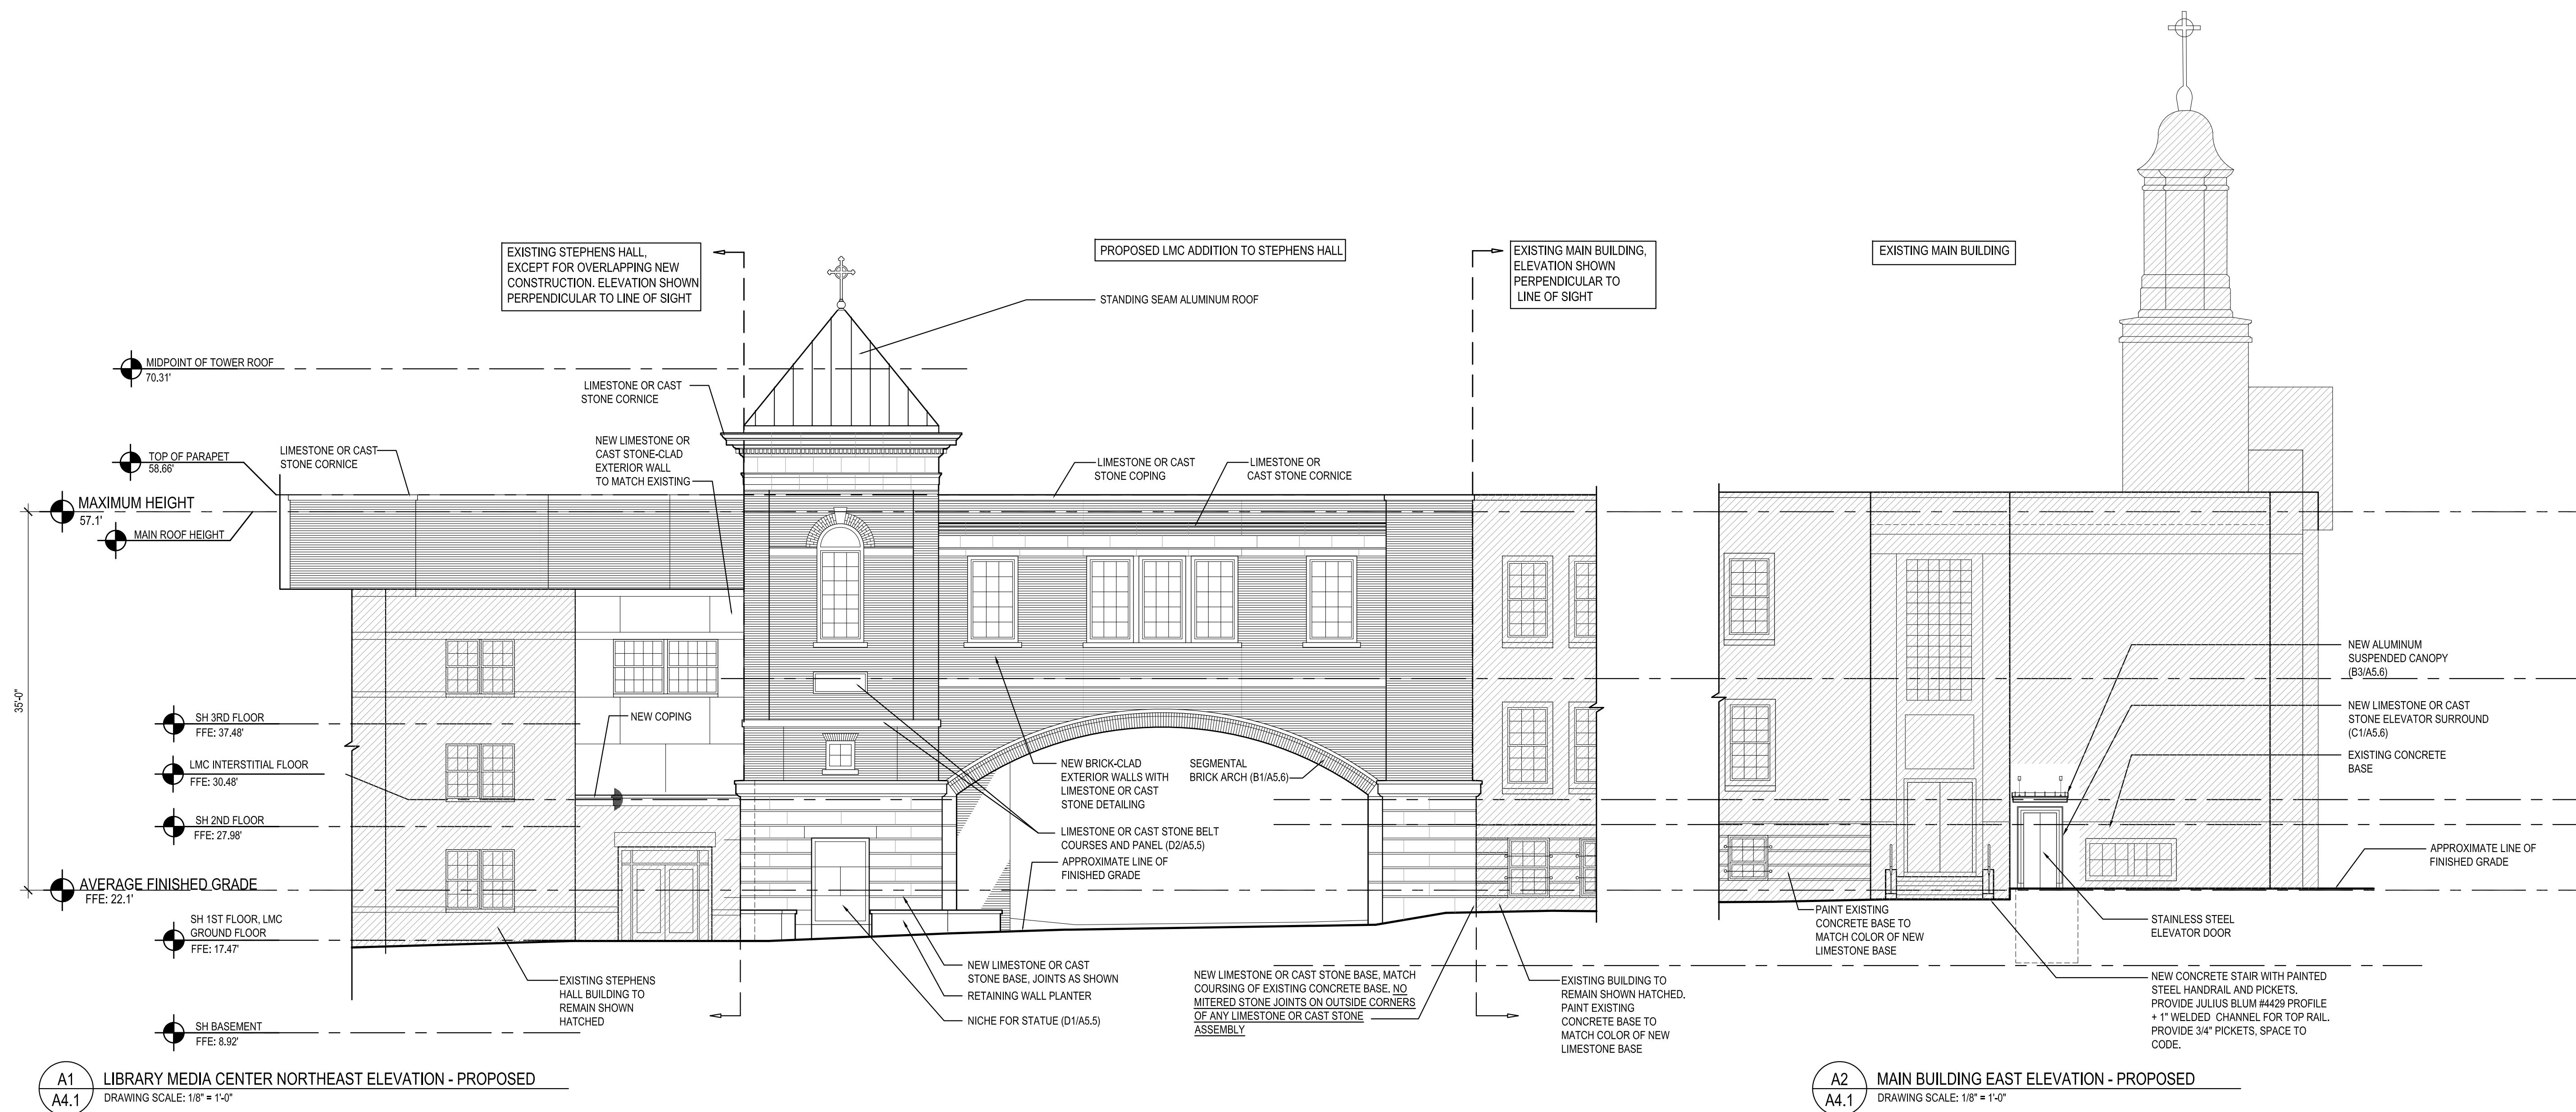 EXISTING STEPHENS HALL,
EXCEPT FOR OVERLAPPING NEW
CONSTRUCTION. ELEVATION SHOWN
PERPENDICULAR TO LINE OF SIGHT
PROPOSED LMC ADDITION TO STEPHENS HALL
EXISTING MAIN BUILDING,
ELEVATION SHOWN
PERPENDICULAR TO
LINE OF SIGHT
EXISTING MAIN BUILDING
STANDING SEAM ALUMINUM ROOF
MIDPOINT OF TOWER ROOF
70.31'
LIMESTONE OR CAST
STONE CORNICE
TOP OF PARAPET
58.66'
LIMESTONE OR CAST
STONE CORNICE
NEW LIMESTONE OR
CAST STONE-CLAD
EXTERIOR WALL
TO MATCH EXISTING
LIMESTONE OR CAST
STONE COPING
LIMESTONE OR
CAST STONE CORNICE
MAXIMUM HEIGHT
57.1'
MAIN ROOF HEIGHT
35'-0"
SH 3RD FLOOR
FFE: 37.48'
NEW COPING
LMC INTERSTITIAL FLOOR
FFE: 30.48'
SH 2ND FLOOR
FFE: 27.98'
AVERAGE FINISHED GRADE
FFE: 22.1'
SH 1ST FLOOR, LMC
GROUND FLOOR
FFE: 17.47'
SH BASEMENT
FFE: 8.92'
NEW BRICK-CLAD
EXTERIOR WALLS WITH
LIMESTONE OR CAST
STONE DETAILING
SEGMENTAL
BRICK ARCH (B1/A5.6)
LIMESTONE OR CAST STONE BELT
COURSES AND PANEL (D2/A5.5)
APPROXIMATE LINE OF
FINISHED GRADE
EXISTING STEPHENS
HALL BUILDING TO
REMAIN SHOWN
HATCHED
NEW LIMESTONE OR CAST
STONE BASE, JOINTS AS SHOWN
RETAINING WALL PLANTER
NICHE FOR STATUE (D1/A5.5)
NEW LIMESTONE OR CAST STONE BASE, MATCH
COURSING OF EXISTING CONCRETE BASE. NO
MITERED STONE JOINTS ON OUTSIDE CORNERS
OF ANY LIMESTONE OR CAST STONE
ASSEMBLY
EXISTING BUILDING TO
REMAIN SHOWN HATCHED.
PAINT EXISTING
CONCRETE BASE TO
MATCH COLOR OF NEW
LIMESTONE BASE
NEW ALUMINUM
SUSPENDED CANOPY
(B3/A5.6)
NEW LIMESTONE OR CAST
STONE ELEVATOR SURROUND
(C1/A5.6)
EXISTING CONCRETE
BASE
APPROXIMATE LINE OF
FINISHED GRADE
PAINT EXISTING
CONCRETE BASE TO
MATCH COLOR OF NEW
LIMESTONE BASE
STAINLESS STEEL
ELEVATOR DOOR
NEW CONCRETE STAIR WITH PAINTED
STEEL HANDRAIL AND PICKETS.
PROVIDE JULIUS BLUM #4429 PROFILE
+ 1" WELDED CHANNEL FOR TOP RAIL.
PROVIDE 3/4" PICKETS, SPACE TO
CODE.
A1
A4.1
LIBRARY MEDIA CENTER NORTHEAST ELEVATION - PROPOSED
DRAWING SCALE: 1/8" = 1'-0"
A2
A4.1
MAIN BUILDING EAST ELEVATION - PROPOSED
DRAWING SCALE: 1/8" = 1'-0"